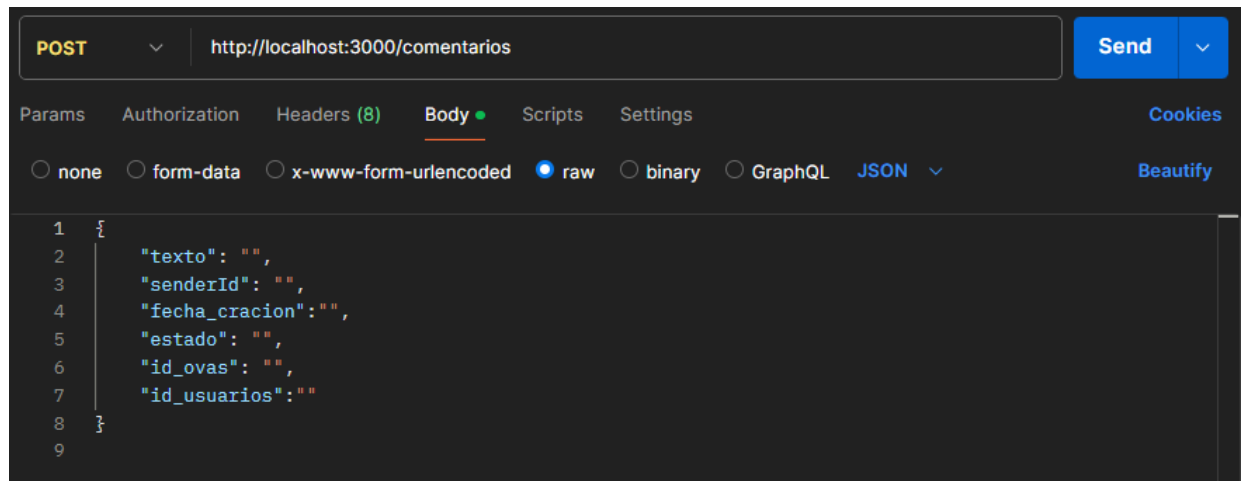 POST http://localhost:3000/comentarios Send
Params Authorization Headers (8) Body Scripts Settings Cookies
none form-data x-www-form-urlencoded raw binary GraphQL JSON Beautify
1 {
2 "texto": "",
3 "senderId": "",
4 "fecha_cracion":"",
5 "estado": "",
6 "id_ovas": "",
7 "id_usuarios":""
8 }
9